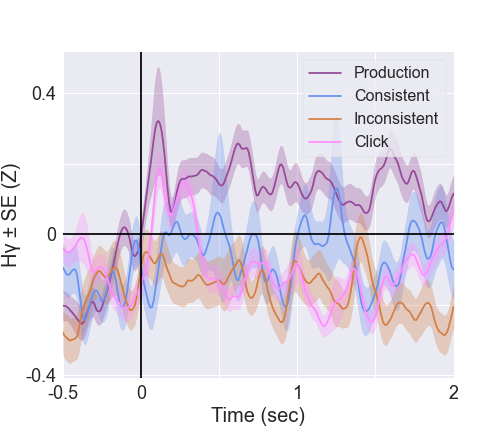 Hγ ± SE (Z)
0.4
0
-0.4
Production
Consistent
Inconsistent
Click
-0.5
0
1
2
Time (sec)